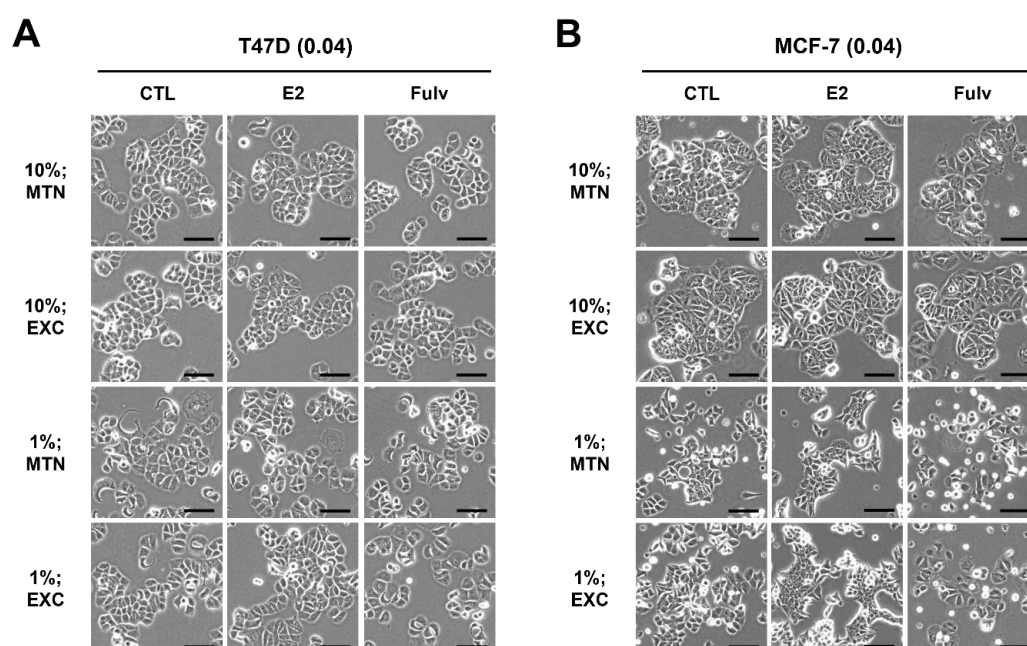 A
T47D (0.04)
CTL E2 Fulv
10%;
MTN
10%;
EXC
1%;
MTN
1%;
EXC
B
MCF-7 (0.04)
CTL E2 Fulv
10%;
MTN
10%;
EXC
1%;
MTN
1%;
EXC